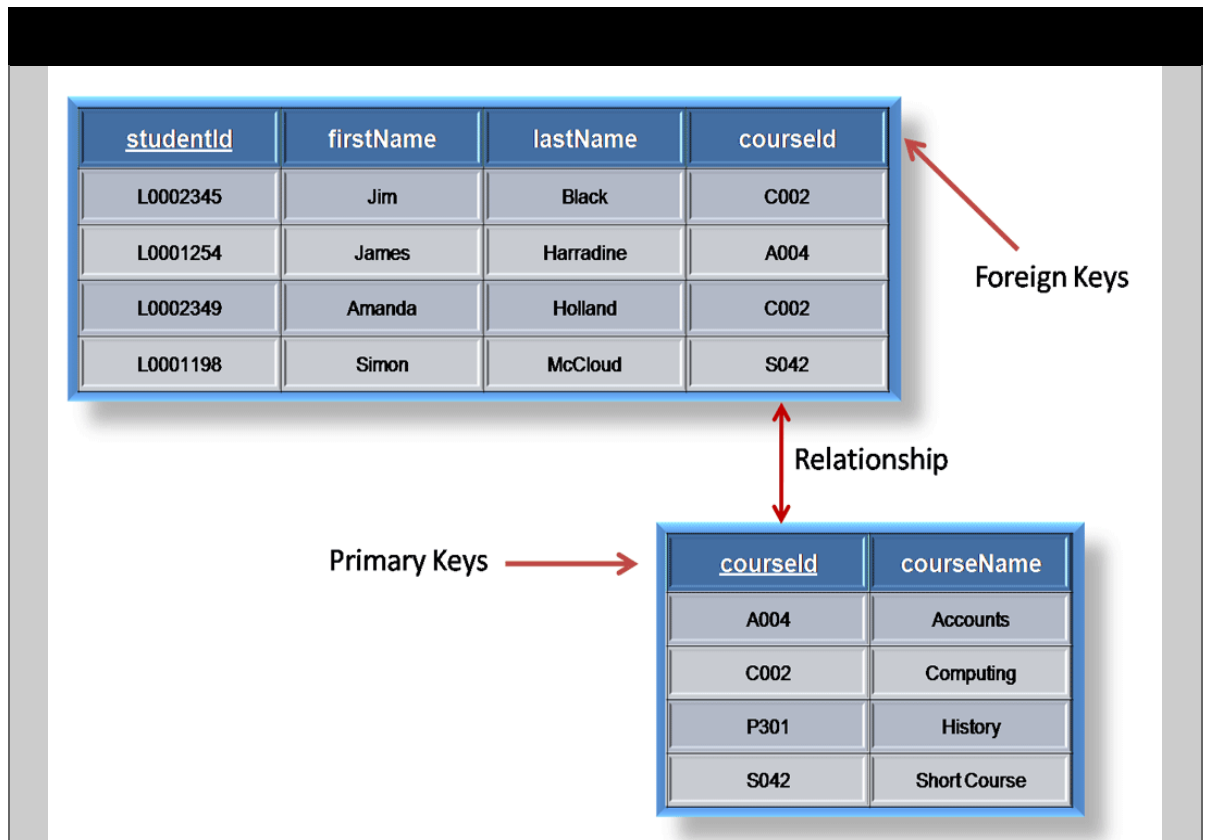 studentId firstName lastName courseId
L0002345 Jim Black C002
L0001254 James Harradine A004
L0002349 Amanda Holland C002
L0001198 Simon McCloud S042
Foreign Keys
Relationship
Primary Keys
courseId courseName
A004 Accounts
C002 Computing
P301 History
S042 Short Course